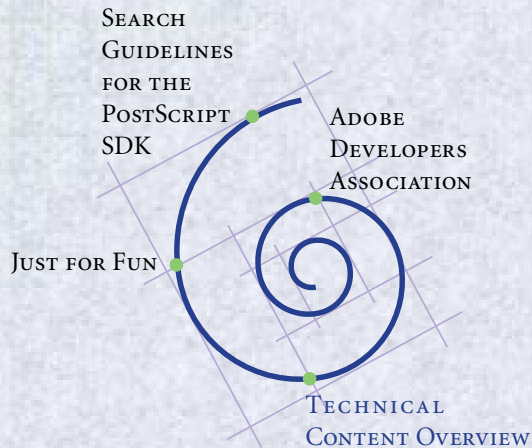 Search
Guidelines
for the
PostScript
SDK
Adobe
Developers
Association
Just for Fun
Technical
Content Overview